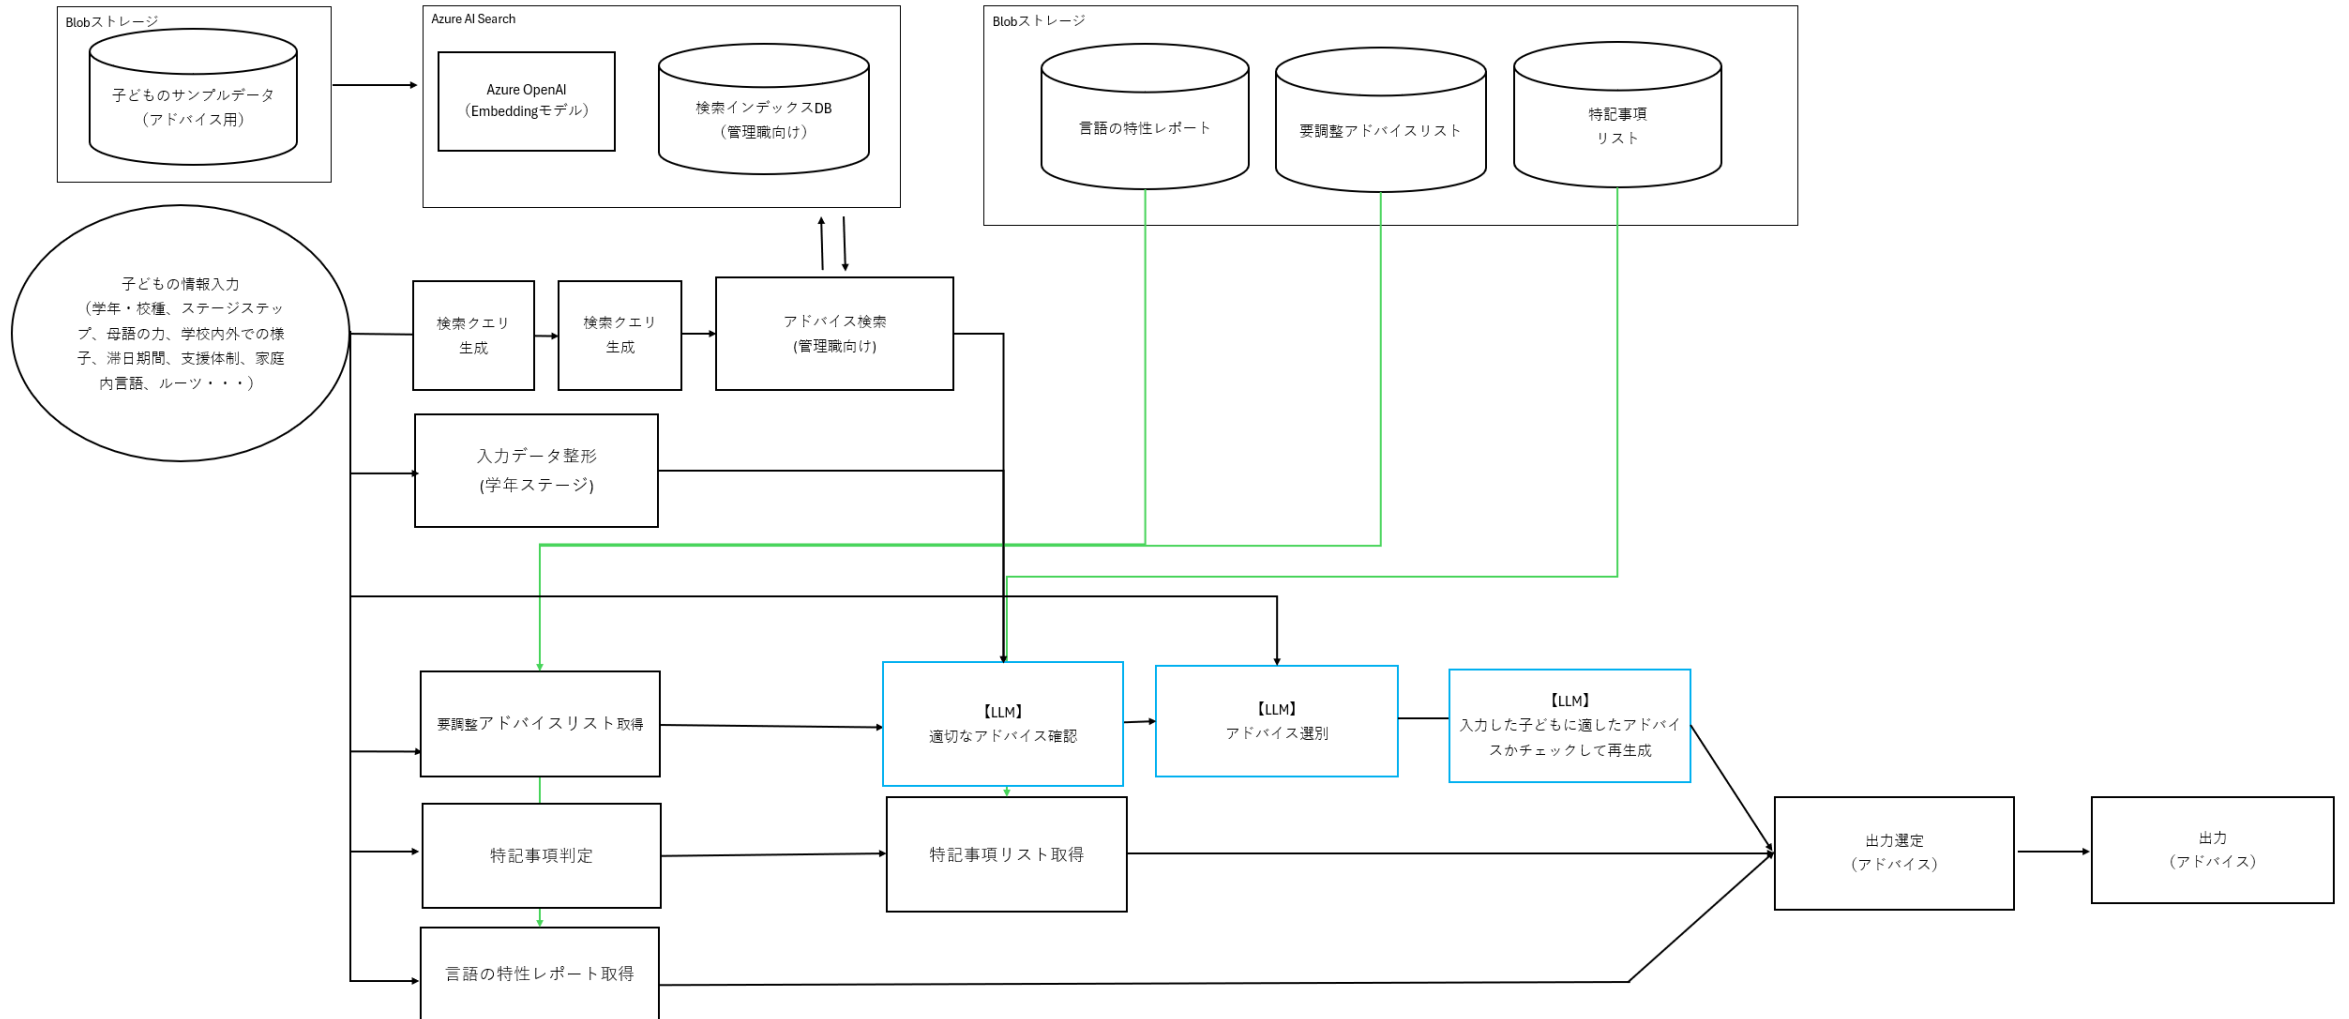 Blobストレージ
子どものサンプルデータ
（アドバイス用）
Azure AI Search
Azure OpenAI
（Embeddingモデル）
検索インデックスDB
（管理職向け）
Blobストレージ
言語の特性レポート
要調整アドバイスリスト
特記事項
リスト
子どもの情報入力
（学年・校種、ステージステッ
プ、母語の力、学校内外での様
子、滞日期間、支援体制、家庭
内言語、ルーツ・・・）
検索クエリ
生成
検索クエリ
生成
アドバイス検索
(管理職向け)
入力データ整形
(学年ステージ)
要調整アドバイスリスト取得
【LLM】
適切なアドバイス確認
【LLM】
アドバイス選別
【LLM】
入力した子どもに適したアドバイ
スかチェックして再生成
特記事項判定
特記事項リスト取得
出力選定
（アドバイス）
出力
（アドバイス）
言語の特性レポート取得